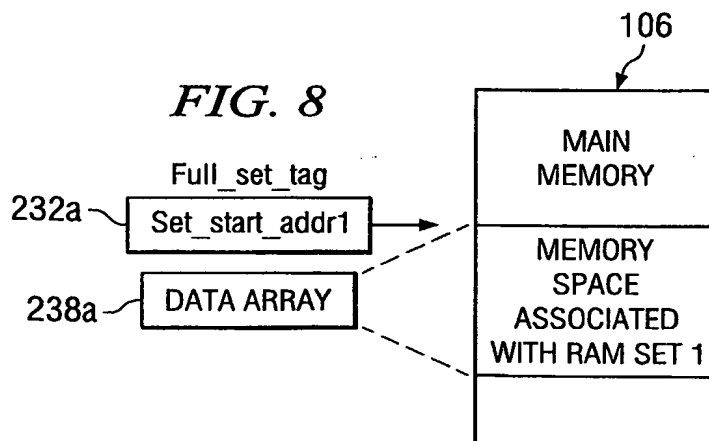 106
FIG. 8
MAIN
MEMORY
Full_set_tag
232a
Set_start_addr1
MEMORY
SPACE
ASSOCIATED
WITH RAM SET 1
238a
DATA ARRAY